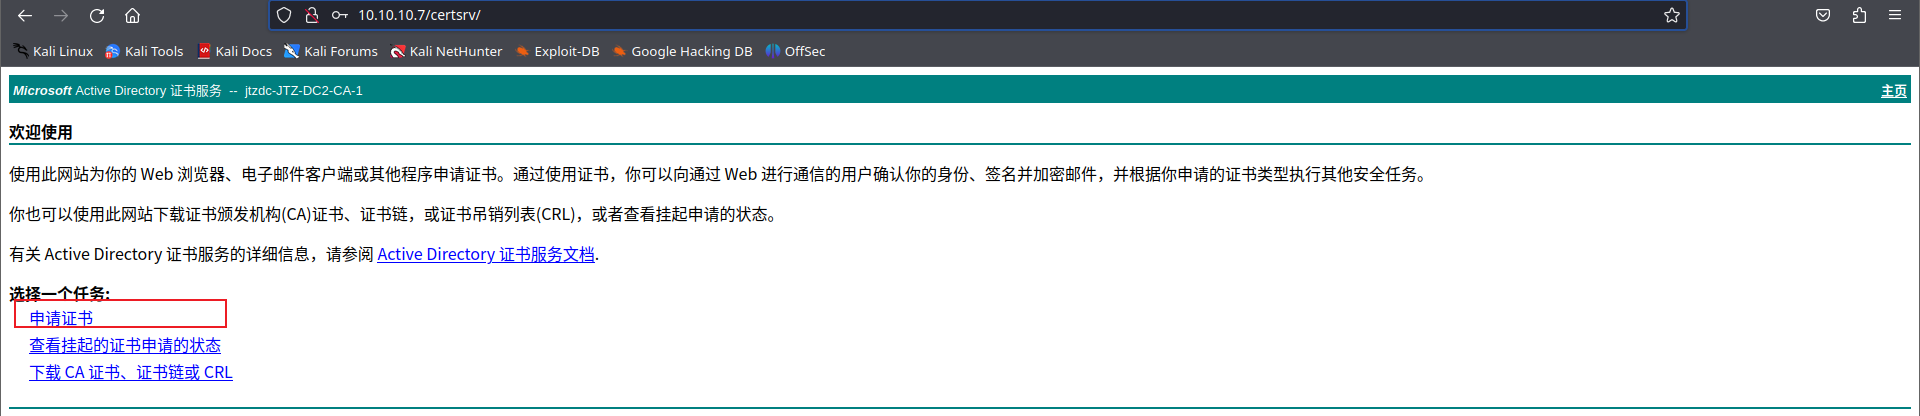 10.10.10.7/certsrv/
Kali Linux Kali Tools Kali Docs Kali Forums Kali NetHunter Exploit-DB Google Hacking DB OffSec
Microsoft Active Directory 证书服务 -- jtzdc-JTZ-DC2-CA-1 主页
欢迎使用
使用此网站为你的 Web 浏览器、电子邮件客户端或其他程序申请证书。通过使用证书，你可以向通过 Web 进行通信的用户确认你的身份、签名并加密邮件，并根据你申请的证书类型执行其他安全任务。
你也可以使用此网站下载证书颁发机构(CA)证书、证书链，或证书吊销列表(CRL)，或者查看挂起申请的状态。
有关 Active Directory 证书服务的详细信息，请参阅 Active Directory 证书服务文档.
选择一个任务:
申请证书
查看挂起的证书申请的状态
下载 CA 证书、证书链或 CRL